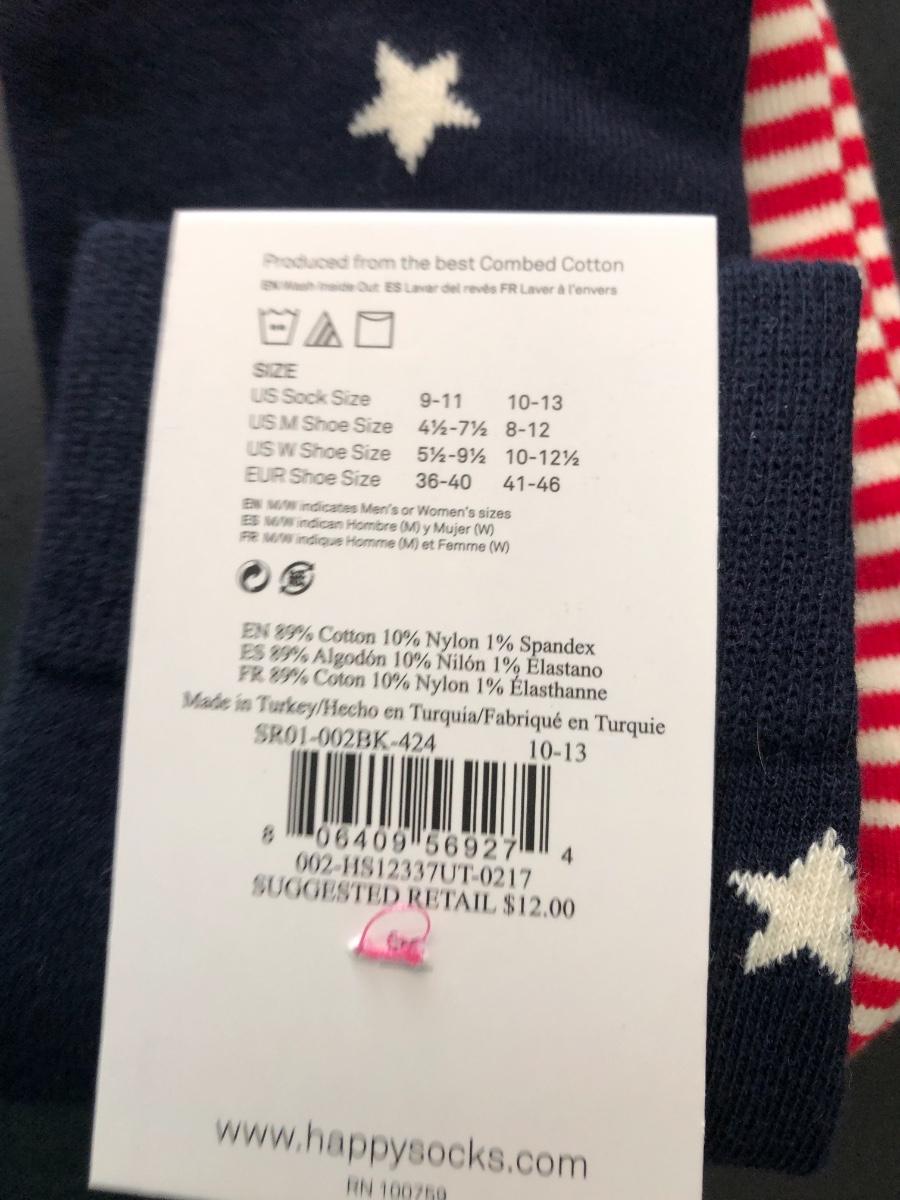 Produced from the best Combed Cotton
EN Wash Inside Out ES Lavar del revés FR Laver à l'envers
SIZE
US Sock Size 9-11 10-13
US M Shoe Size 4½-7½ 8-12
US W Shoe Size 5½-9½ 10-12½
EUR Shoe Size 36-40 41-46
EN M/W indicates Men's or Women's sizes
ES M/W indican Hombre (M) y Mujer (W)
FR M/W indique Homme (M) et Femme (W)
EN 89% Cotton 10% Nylon 1% Spandex
ES 89% Algodón 10% Nilón 1% Elastano
FR 89% Coton 10% Nylon 1% Élasthanne
Made in Turkey/Hecho en Turquia/Fabriqué en Turquie
SR01-002BK-424 10-13
8 06409 56927 4
002-HS12337UT-0217
SUGGESTED RETAIL $12.00
www.happysocks.com
RN 100759